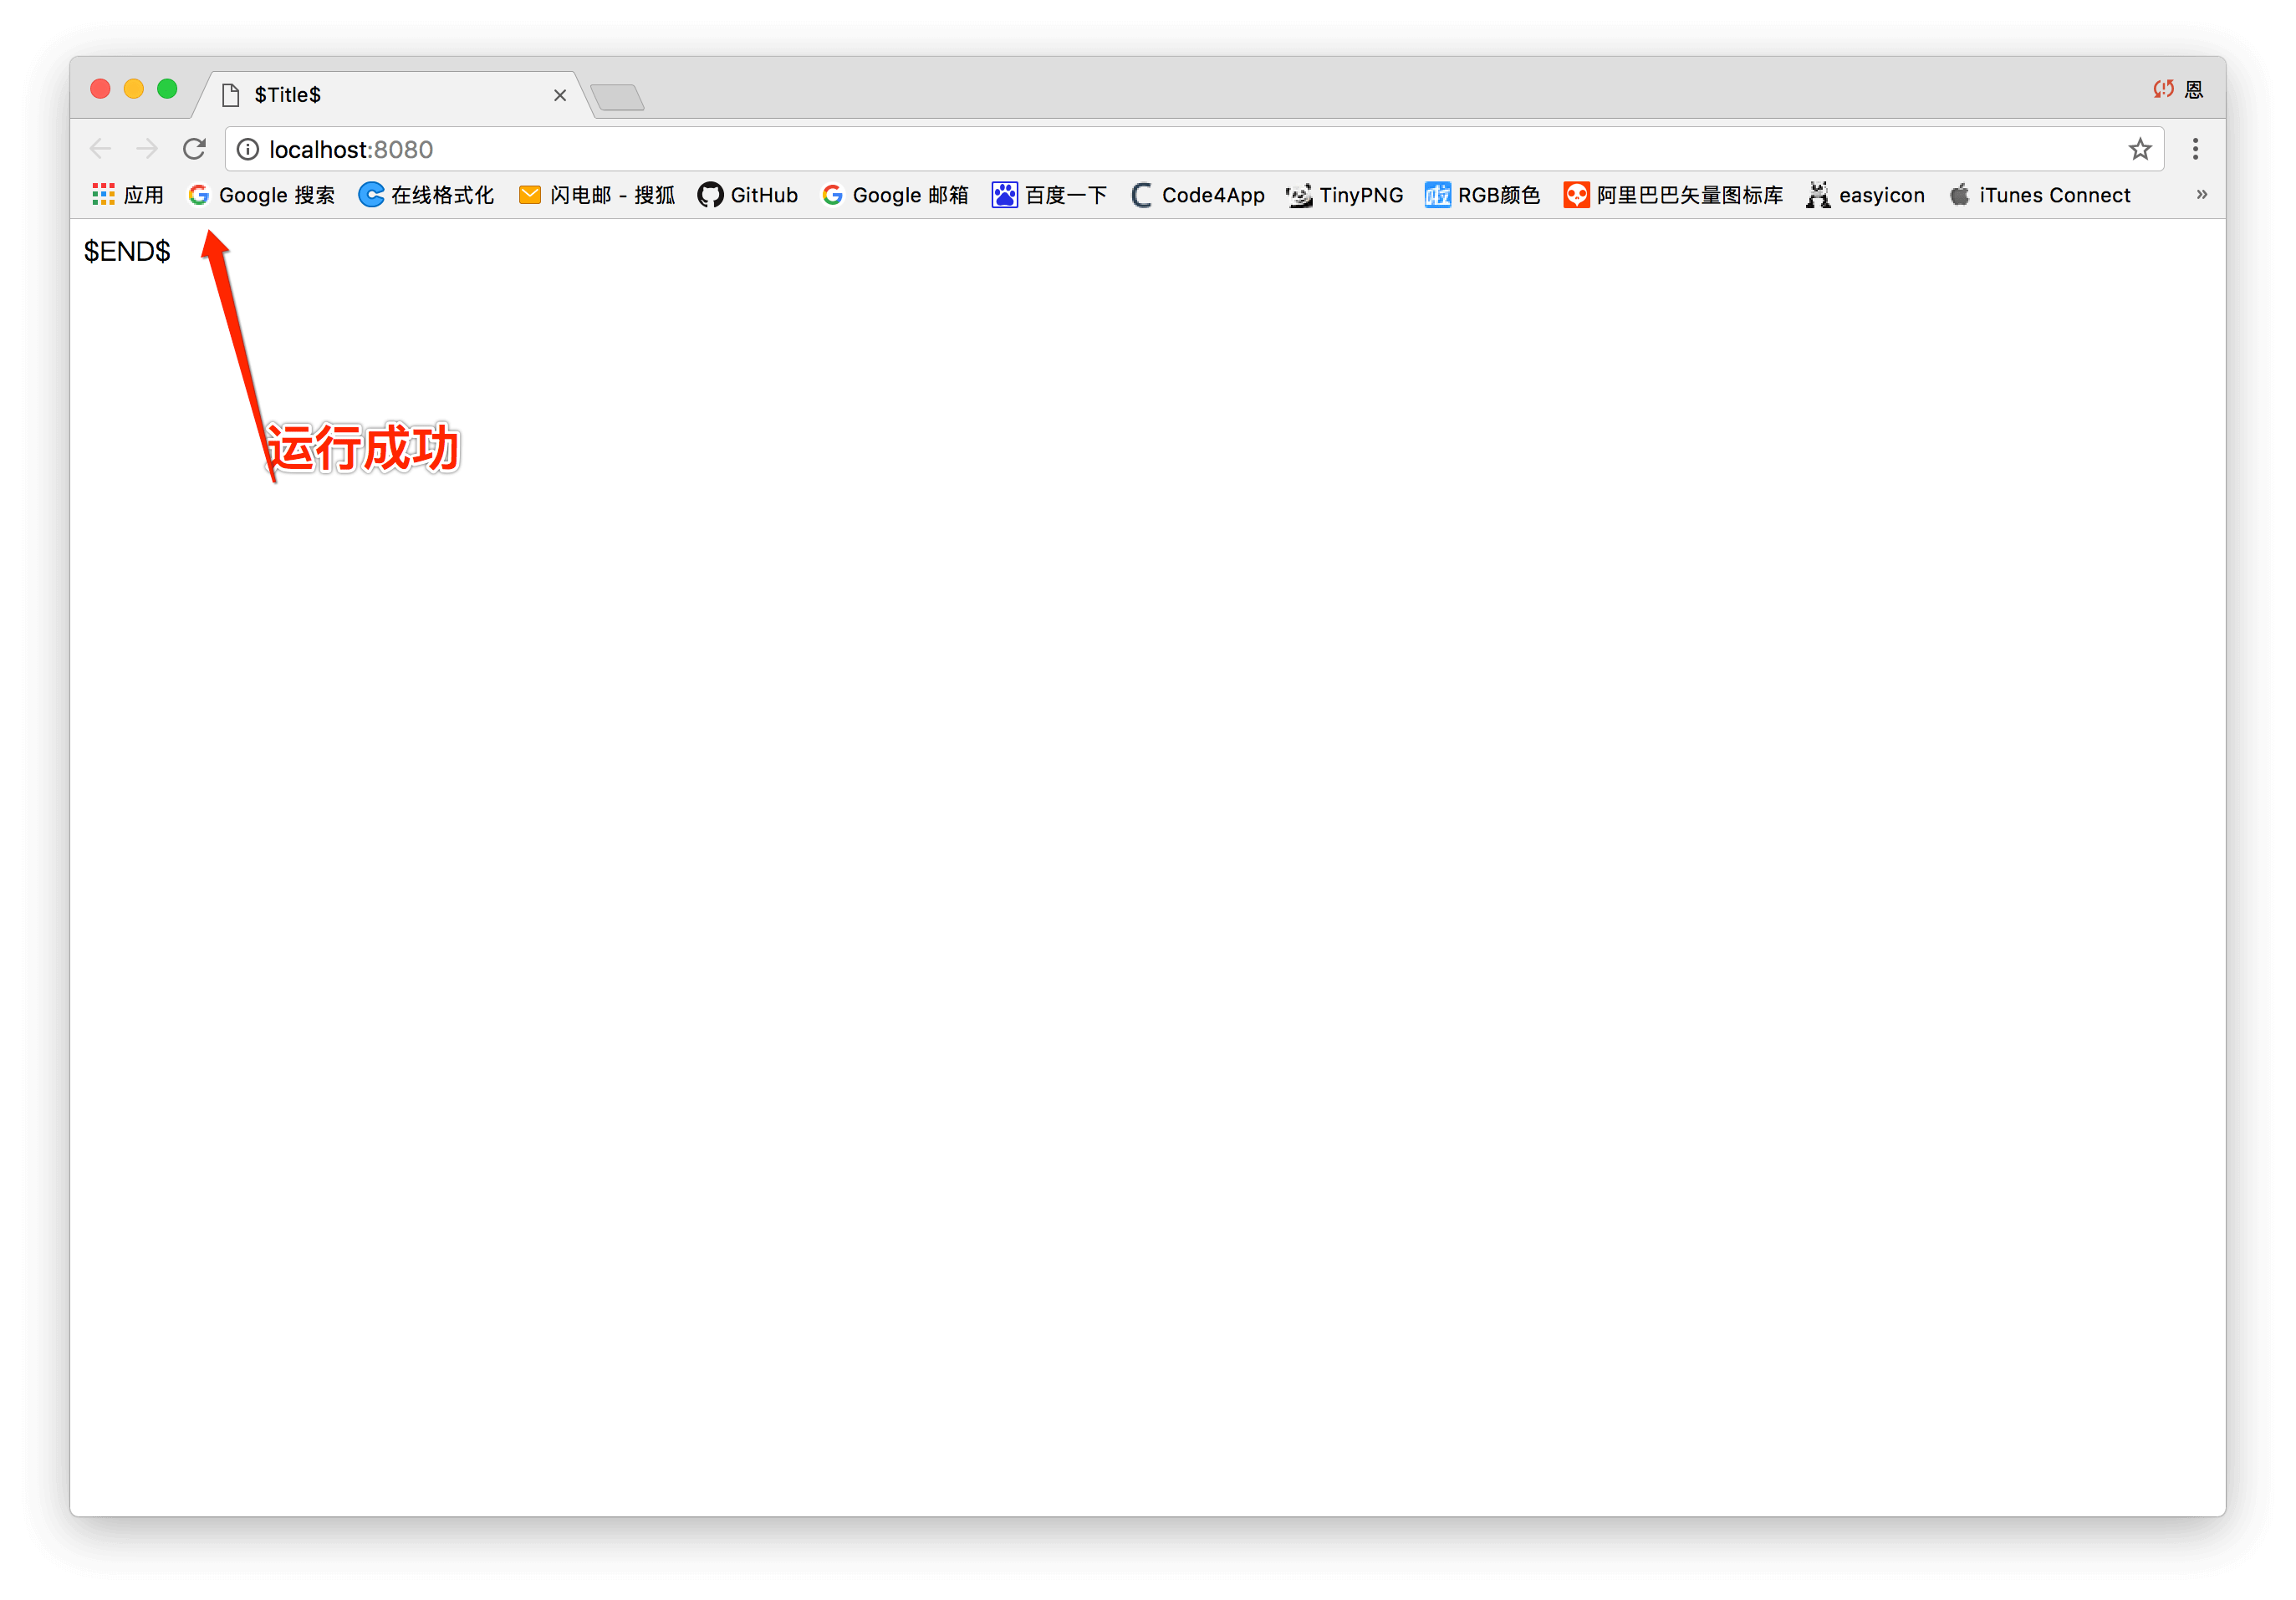 $Title$
恩
localhost:8080
应用 Google 搜索 在线格式化 闪电邮 - 搜狐 GitHub Google 邮箱 百度一下 Code4App TinyPNG 啦 RGB颜色 阿里巴巴矢量图标库 easyicon iTunes Connect »
$END$
运行成功